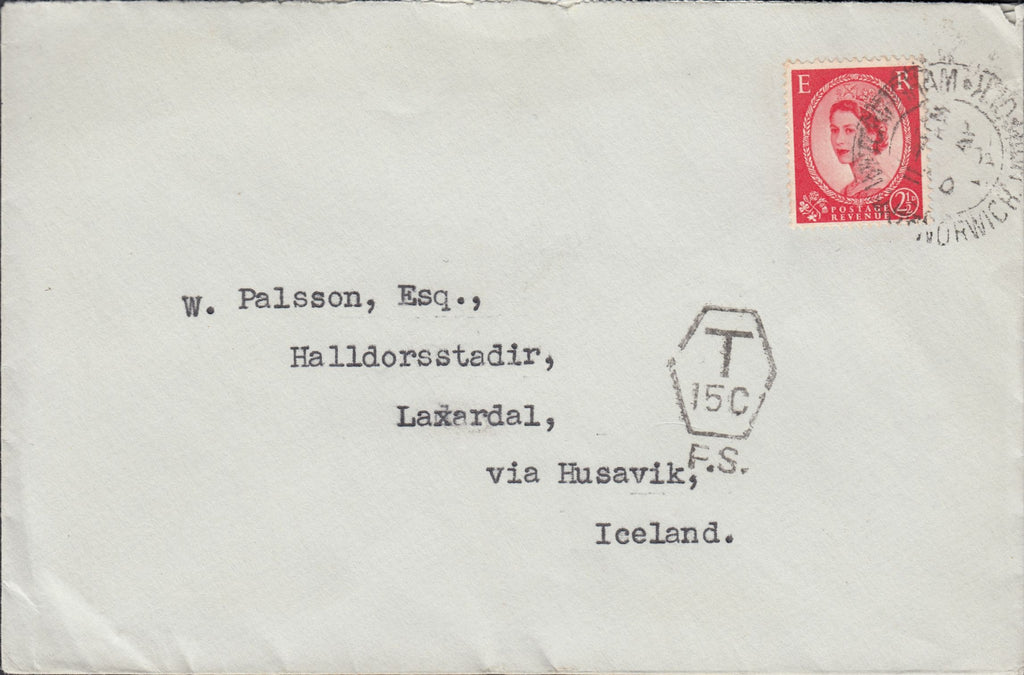 E R
POSTAGE
REVENUE
2½D
NORWICH
W. Palsson, Esq.,
Halldorsstadir,
Laxardal,
via Husavik,
Iceland.
T
15C
F.S.